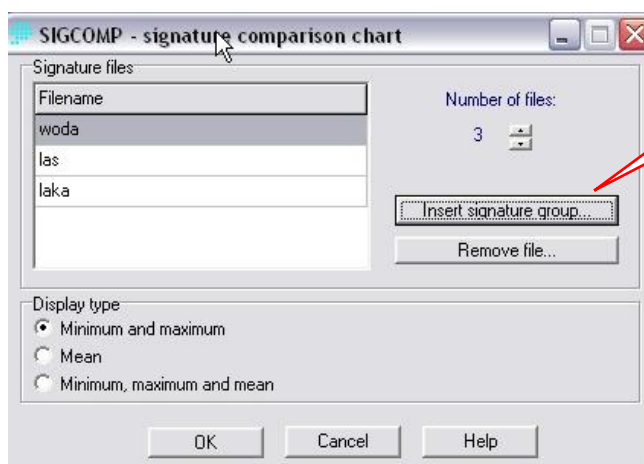 SIGCOMP - signature comparison chart
Signature files
Filename
woda
las
laka
Number of files:
3
Insert signature group...
Remove file...
Display type
Minimum and maximum
Mean
Minimum, maximum and mean
OK Cancel Help